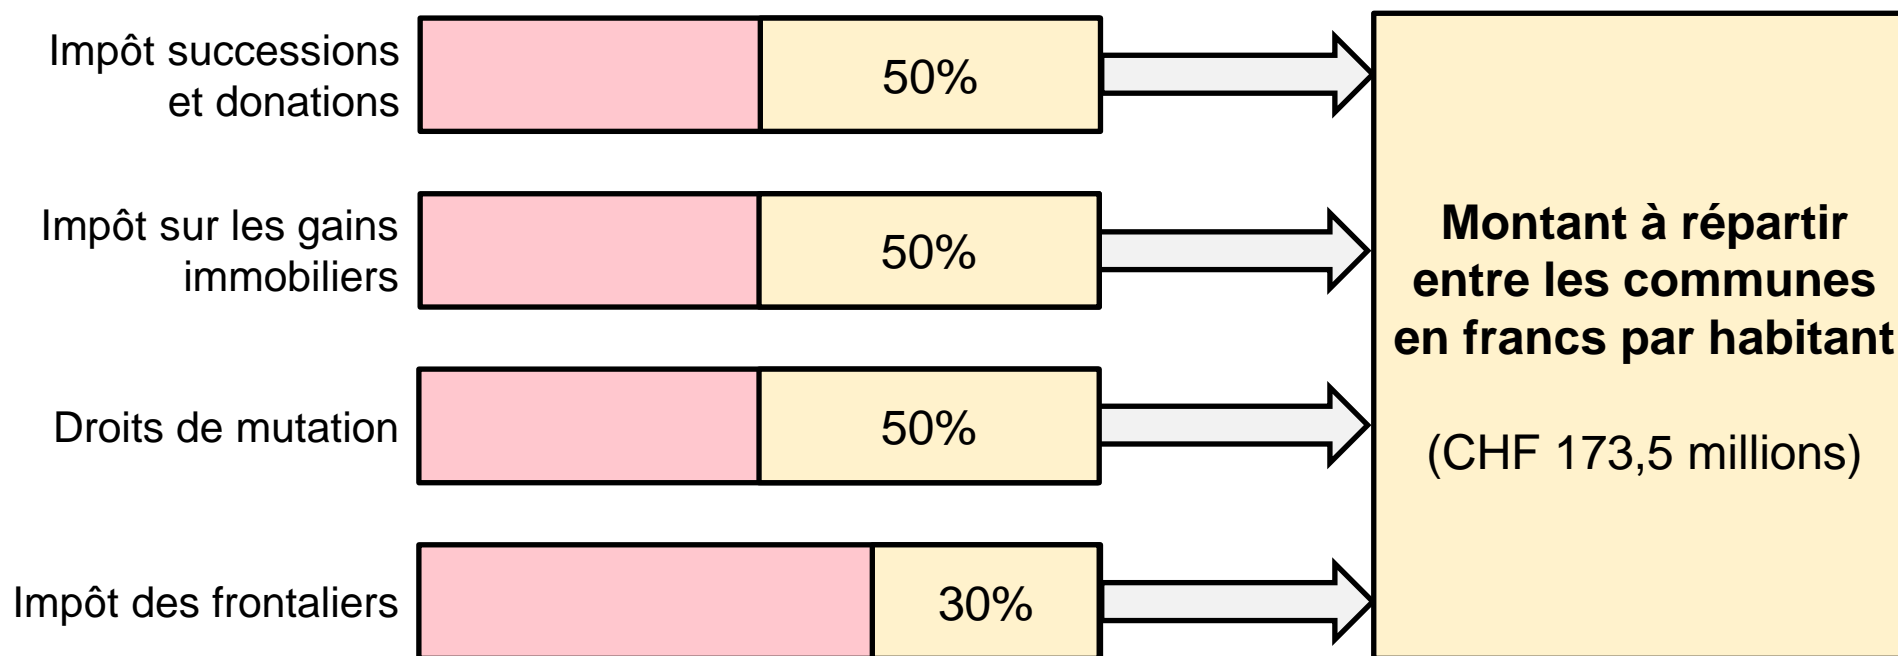 Impôt successions
et donations
50%
Impôt sur les gains
immobiliers
50%
Droits de mutation
50%
Impôt des frontaliers
30%
Montant à répartir
entre les communes
en francs par habitant
(CHF 173,5 millions)